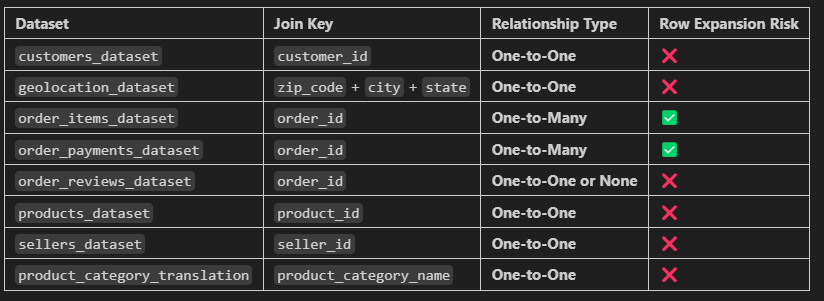 Dataset Join Key Relationship Type Row Expansion Risk
customers_dataset customer_id One-to-One ❌
geolocation_dataset zip_code + city + state One-to-One ❌
order_items_dataset order_id One-to-Many ✅
order_payments_dataset order_id One-to-Many ✅
order_reviews_dataset order_id One-to-One or None ❌
products_dataset product_id One-to-One ❌
sellers_dataset seller_id One-to-One ❌
product_category_translation product_category_name One-to-One ❌